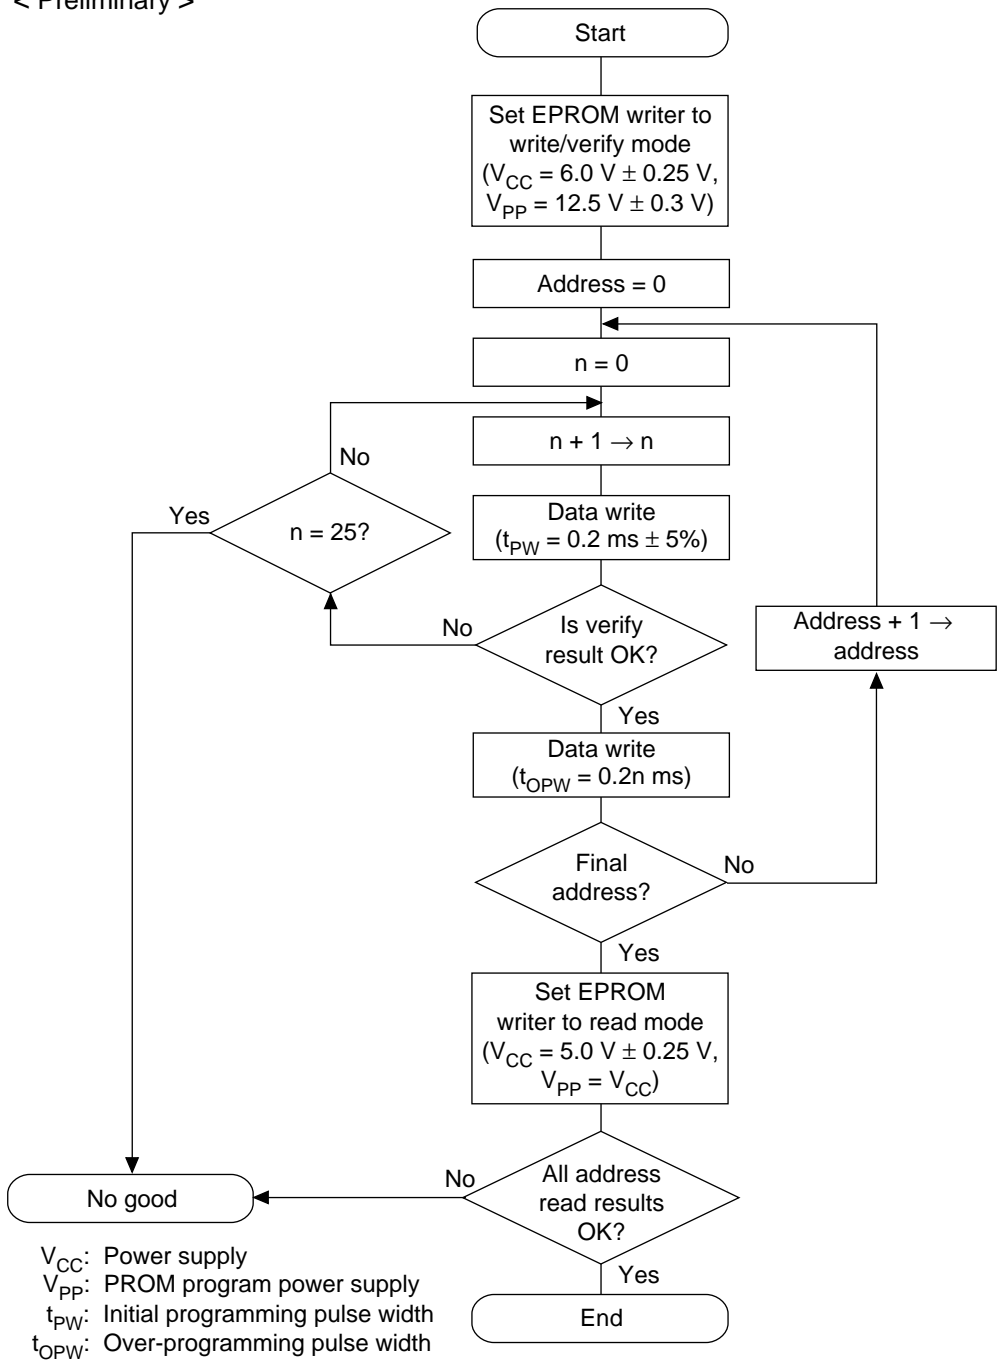 < Preliminary >
Start
Set EPROM writer to
write/verify mode
(VCC = 6.0 V ± 0.25 V,
VPP = 12.5 V ± 0.3 V)
Address = 0
n = 0
n + 1 → n
No
Yes
n = 25?
Data write
(tPW = 0.2 ms ± 5%)
No
Is verify
result OK?
Address + 1 →
address
Yes
Data write
(tOPW = 0.2n ms)
Final
address?
No
Yes
Set EPROM
writer to read mode
(VCC = 5.0 V ± 0.25 V,
VPP = VCC)
No
All address
read results
OK?
No good
Yes
End
VCC: Power supply
VPP: PROM program power supply
tPW: Initial programming pulse width
tOPW: Over-programming pulse width